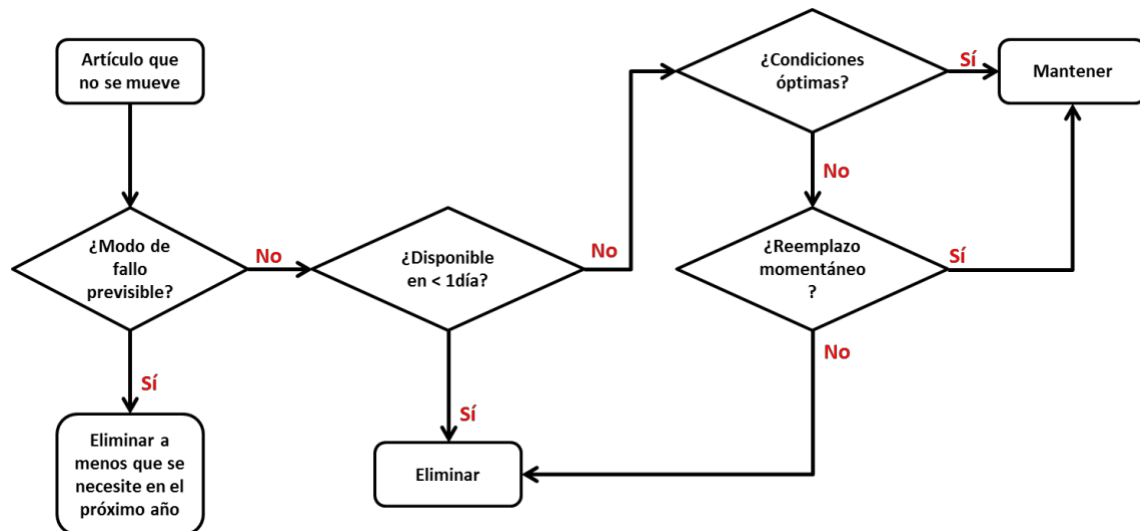 Artículo que
no se mueve
¿Condiciones
óptimas?
Sí
Mantener
No
¿Modo de
fallo
previsible?
No
¿Disponible
en < 1día?
No
¿Reemplazo
momentáneo
?
Sí
Sí
Sí
No
Eliminar a
menos que se
necesite en el
próximo año
Eliminar